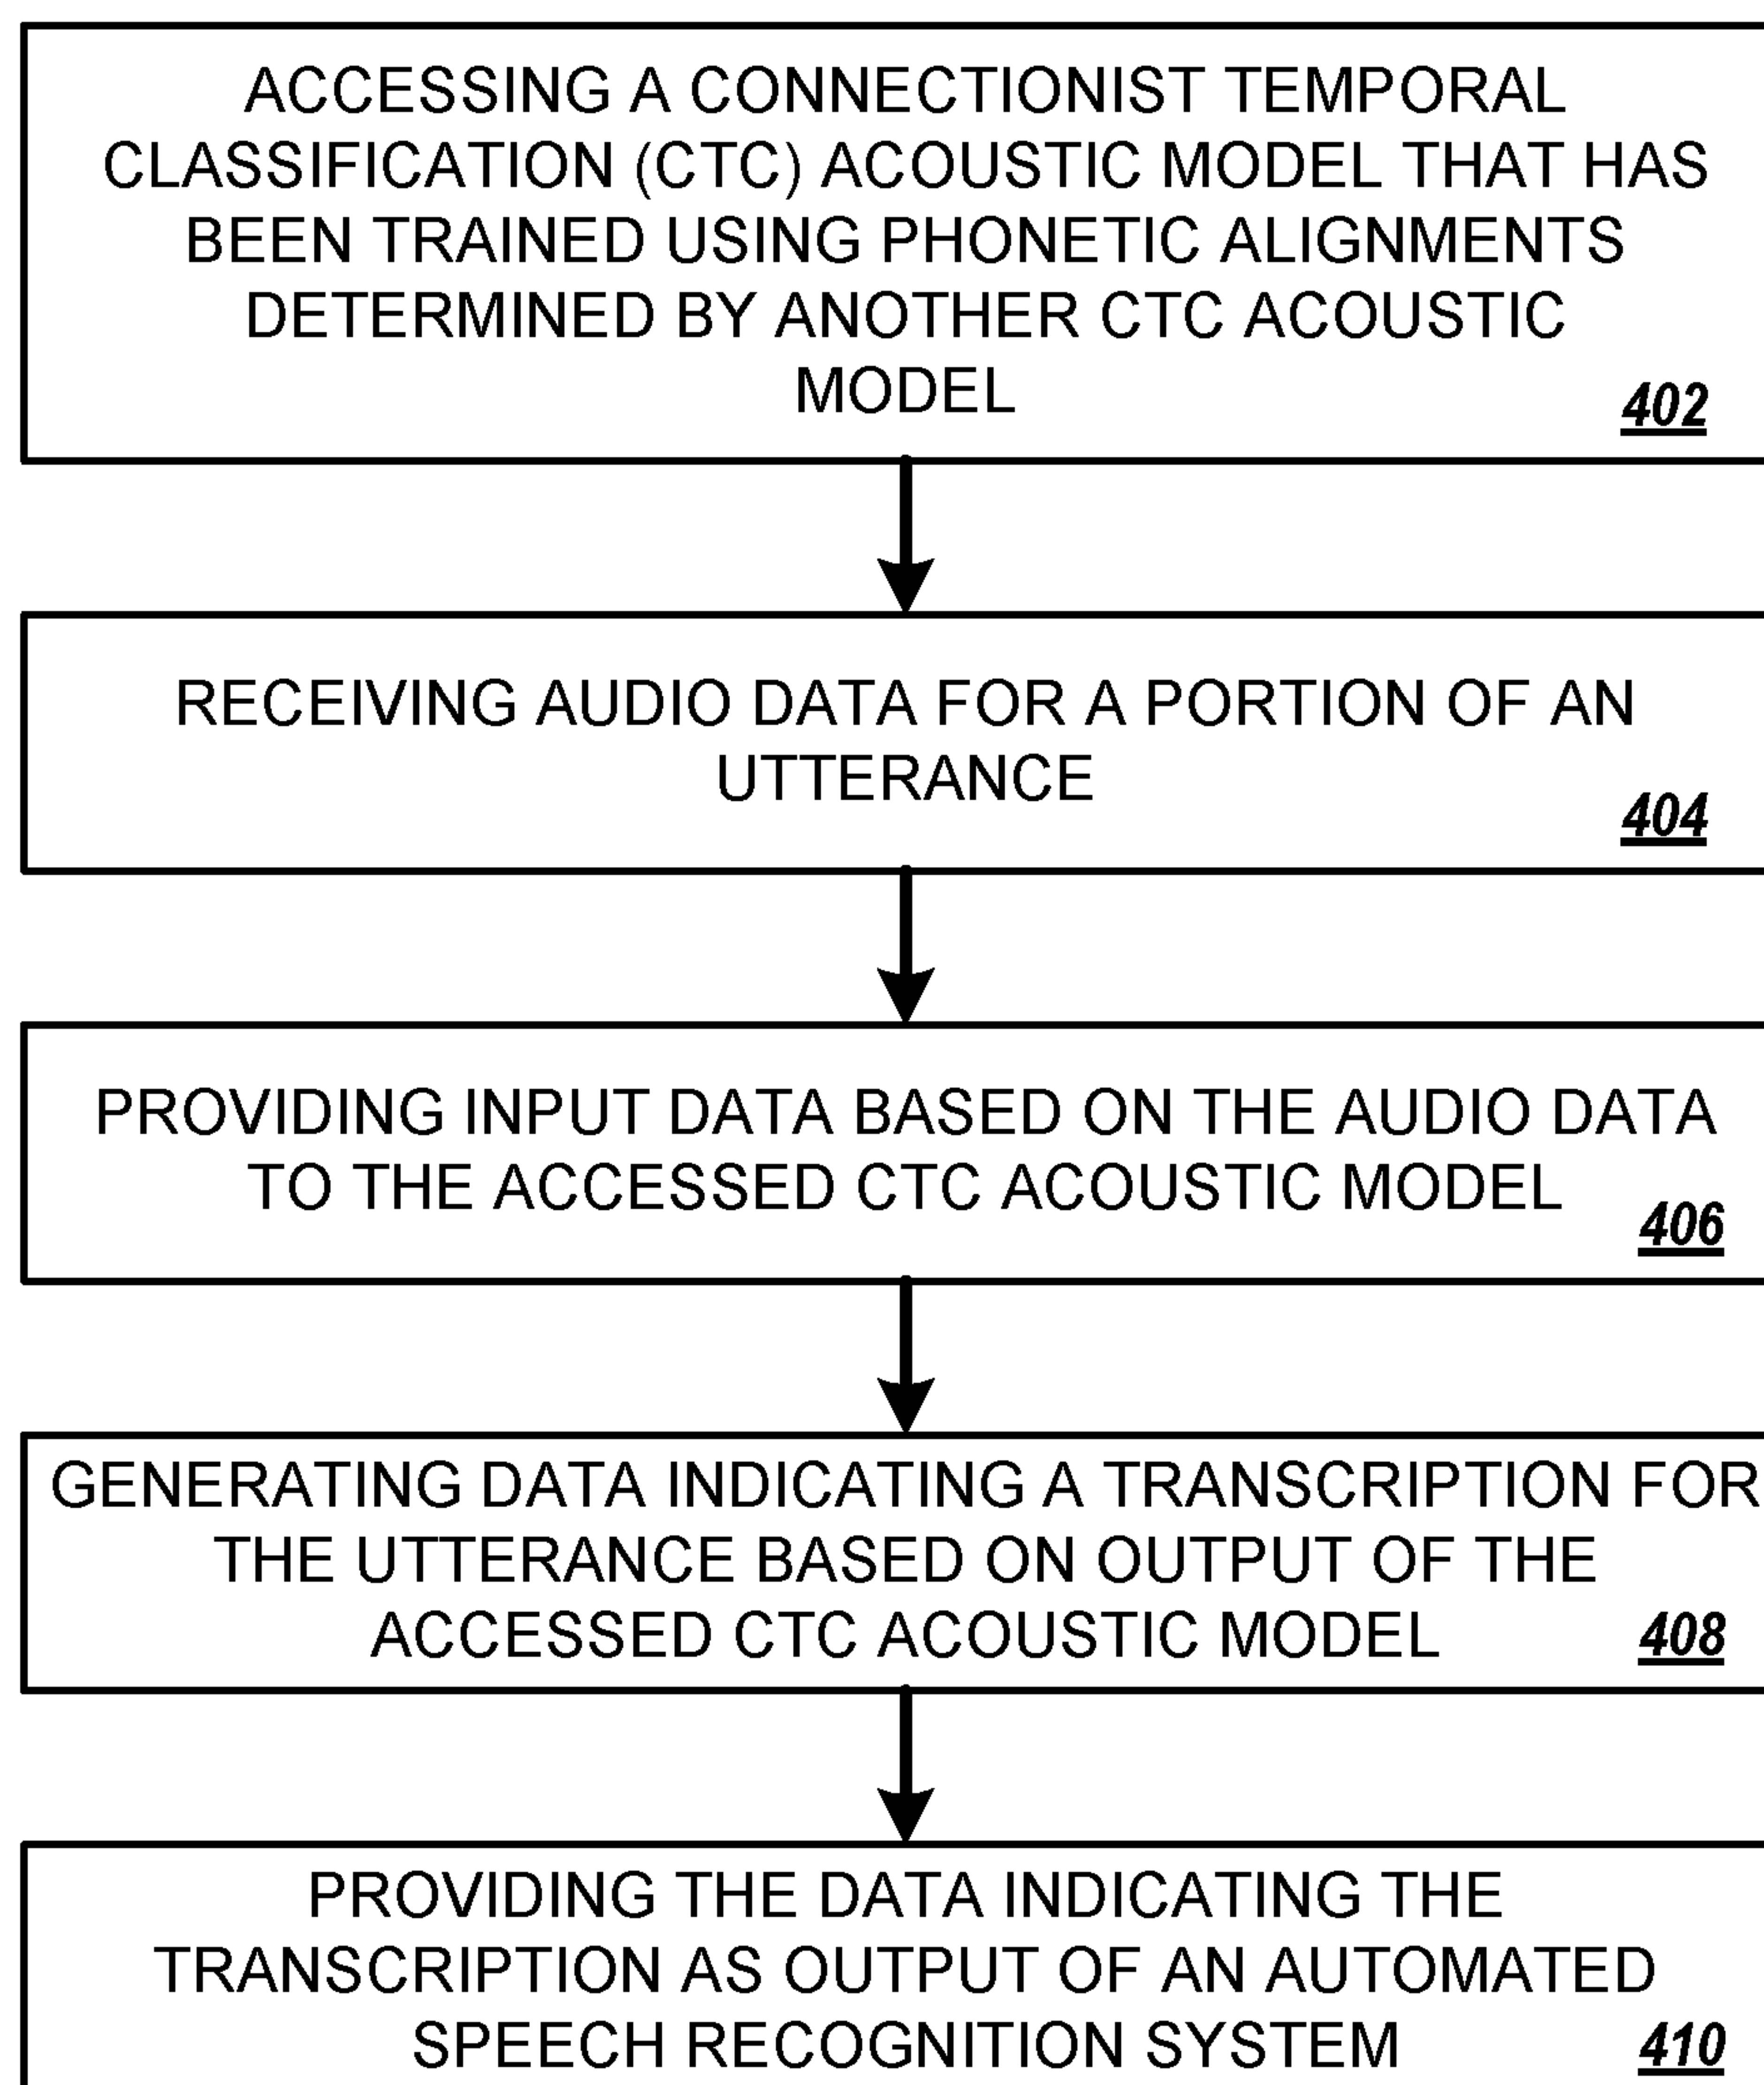 ACCESSING A CONNECTIONIST TEMPORAL
CLASSIFICATION (CTC) ACOUSTIC MODEL THAT HAS
BEEN TRAINED USING PHONETIC ALIGNMENTS
DETERMINED BY ANOTHER CTC ACOUSTIC
MODEL
402
RECEIVING AUDIO DATA FOR A PORTION OF AN
UTTERANCE
404
PROVIDING INPUT DATA BASED ON THE AUDIO DATA
TO THE ACCESSED CTC ACOUSTIC MODEL
406
GENERATING DATA INDICATING A TRANSCRIPTION FOR
THE UTTERANCE BASED ON OUTPUT OF THE
ACCESSED CTC ACOUSTIC MODEL
408
PROVIDING THE DATA INDICATING THE
TRANSCRIPTION AS OUTPUT OF AN AUTOMATED
SPEECH RECOGNITION SYSTEM
410